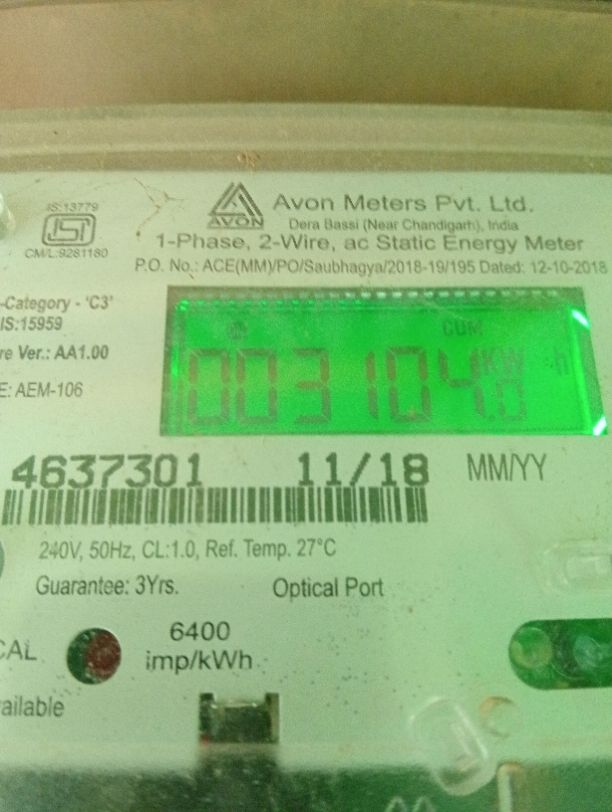 IS:13779
ISI
CM/L:9281180
AVON
Avon Meters Pvt. Ltd.
Dera Bassi (Near Chandigarh), India
1-Phase, 2-Wire, ac Static Energy Meter
P.O. No.: ACE(MM)/PO/Saubhagya/2018-19/195 Dated: 12-10-2018
-Category - 'C3'
IS:15959
re Ver.: AA1.00
E: AEM-106
CUM
003104.0 KW h
4637301 11/18 MM/YY
240V, 50Hz, CL:1.0, Ref. Temp. 27°C
Guarantee: 3Yrs. Optical Port
CAL
6400
imp/kWh
ailable